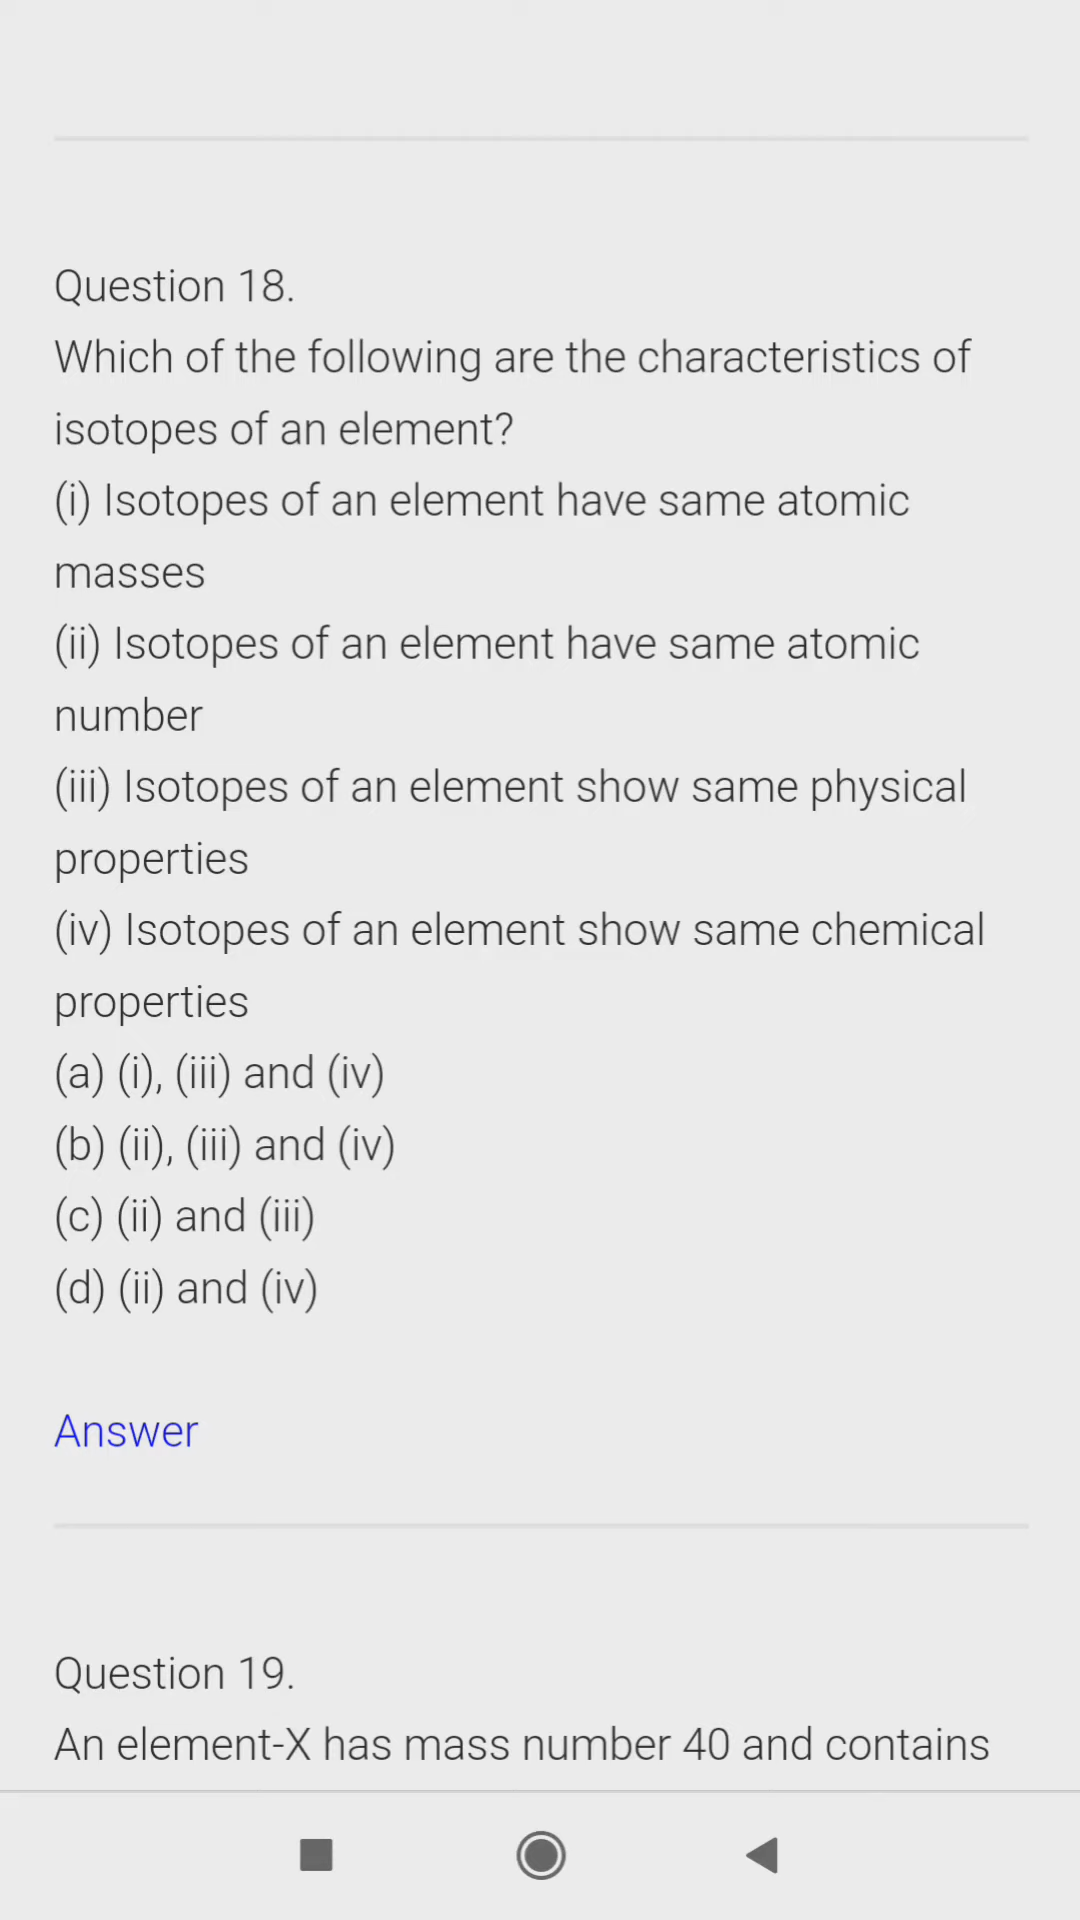 Question 18.
Which of the following are the characteristics of
isotopes of an element?
(i) Isotopes of an element have same atomic
masses
(ii) Isotopes of an element have same atomic
number
(iii) Isotopes of an element show same physical
properties
(iv) Isotopes of an element show same chemical
properties
(a) (i), (iii) and (iv)
(b) (ii), (iii) and (iv)
(c) (ii) and (iii)
(d) (ii) and (iv)
Answer
Question 19.
An element-X has mass number 40 and contains